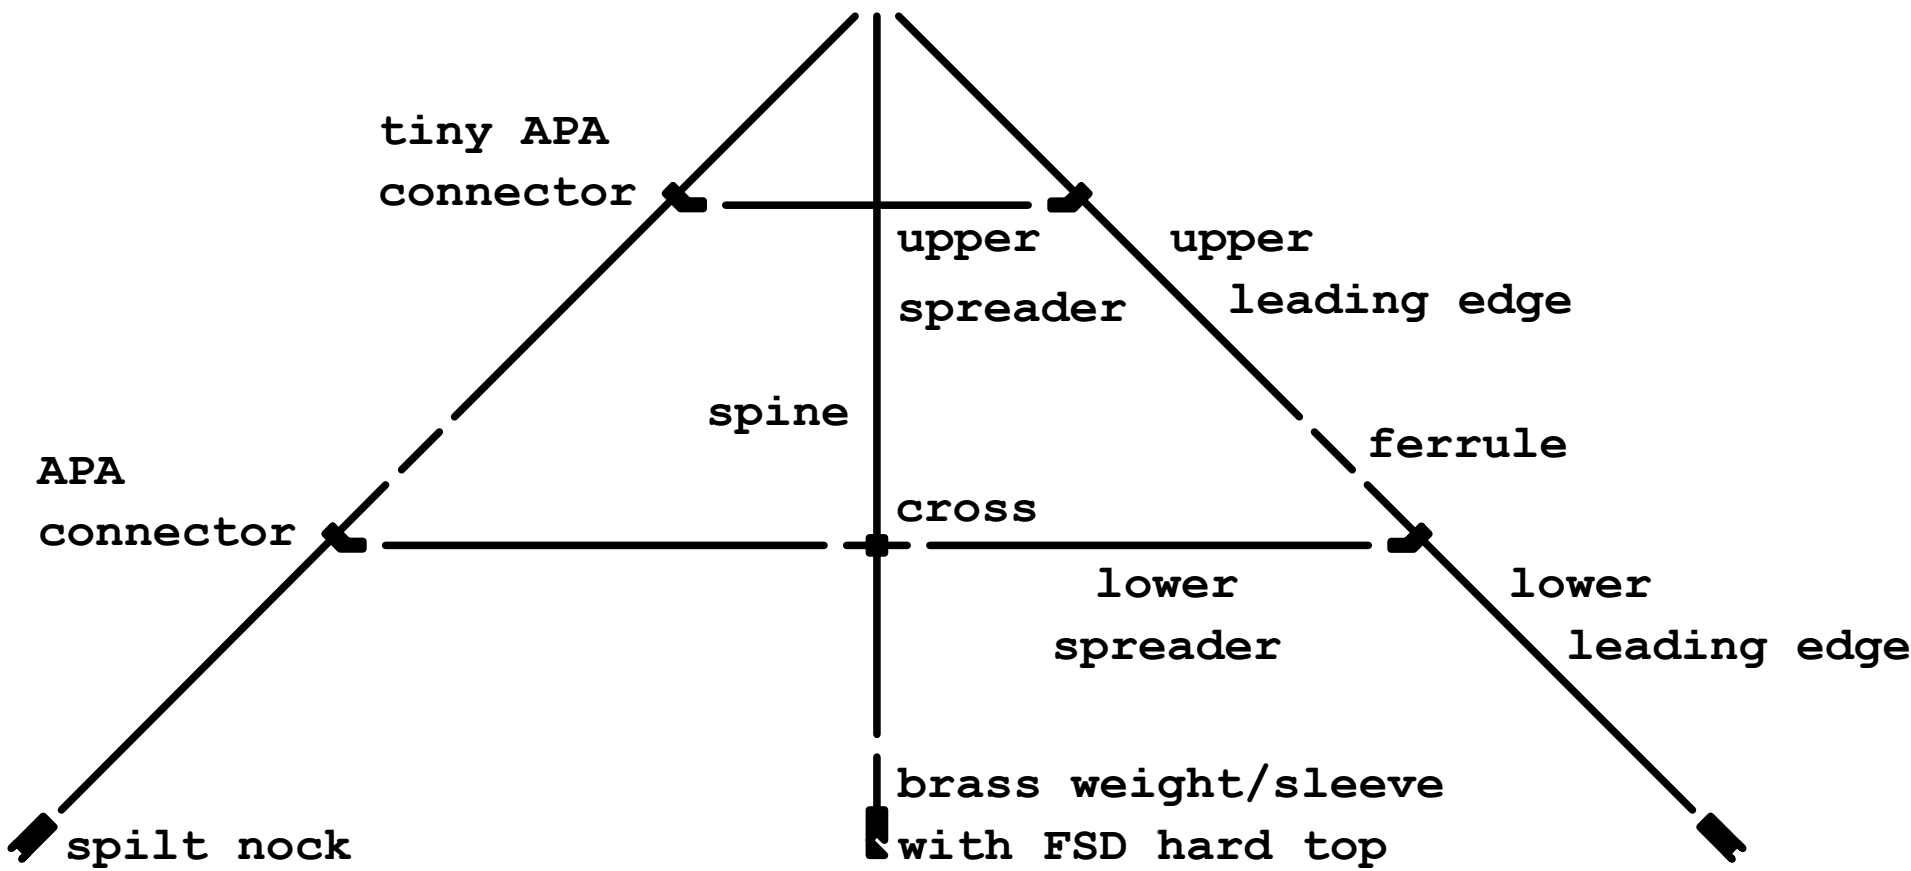 tiny APA
connector
upper
spreader
upper
leading edge
spine
ferrule
APA
connector
cross
lower
spreader
lower
leading edge
brass weight/sleeve
with FSD hard top
spilt nock